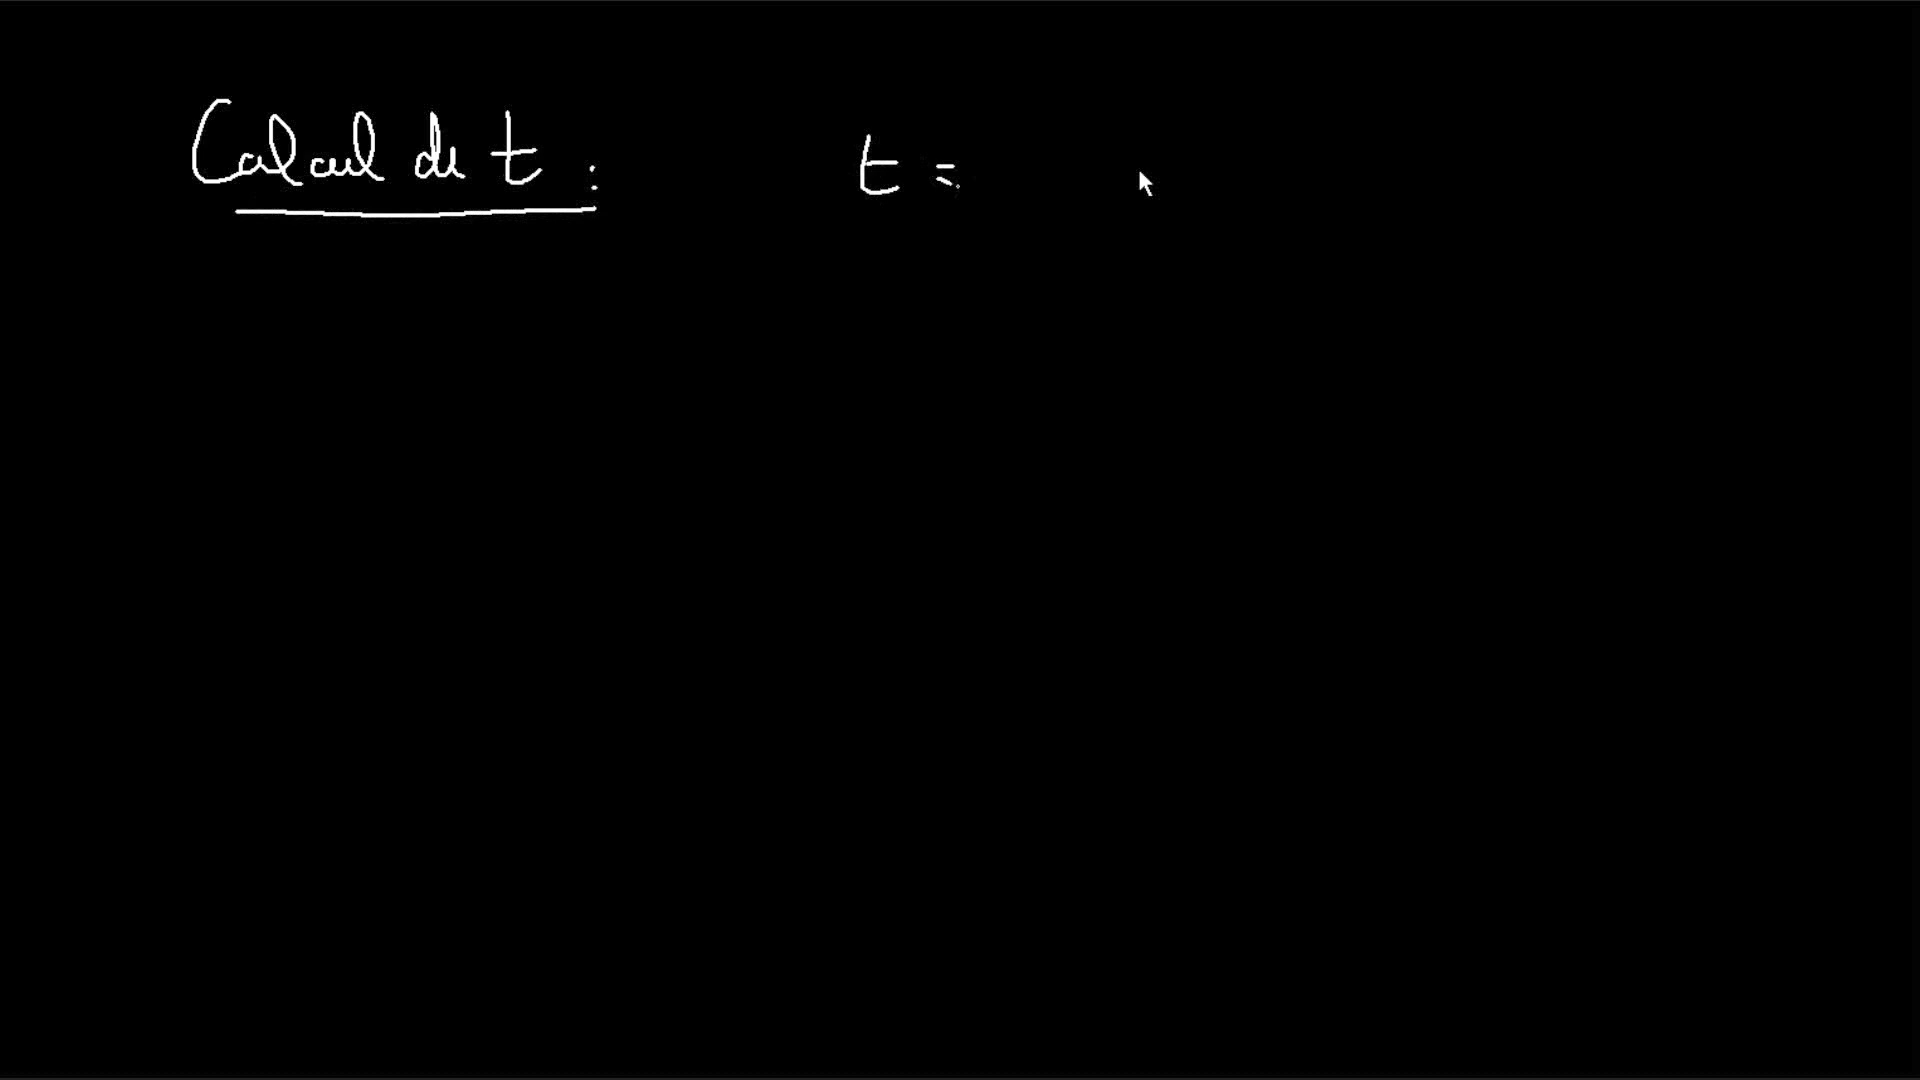 Calcul de t : t =